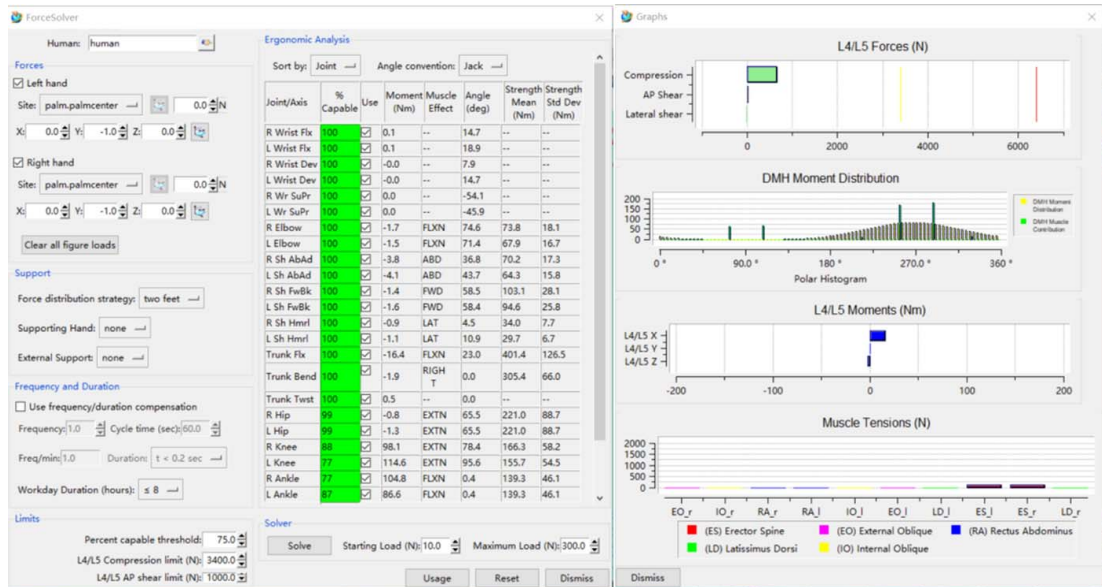 ForceSolver
Human: human
Forces
Left hand
Site: palm.palmcenter 0.0 N
X: 0.0 Y: -1.0 Z: 0.0
Right hand
Site: palm.palmcenter 0.0 N
X: 0.0 Y: -1.0 Z: 0.0
Clear all figure loads
Support
Force distribution strategy: two feet
Supporting Hand: none
External Support: none
Frequency and Duration
Use frequency/duration compensation
Frequency: 1.0 Cycle time (sec): 60.0
Freq/min: 1.0 Duration: t < 0.2 sec
Workday Duration (hours): ≤ 8
Limits
Percent capable threshold: 75.0
L4/L5 Compression limit (N): 3400.0
L4/L5 AP shear limit (N): 1000.0
Ergonomic Analysis
Sort by: Joint Angle convention: Jack
Joint/Axis % Capable Use Moment (Nm) Muscle Effect Angle (deg) Strength Mean (Nm) Strength Std Dev (Nm)
R Wrist Flx 100 0.1 -- 14.7 -- --
L Wrist Flx 100 0.1 -- 18.9 -- --
R Wrist Dev 100 -0.0 -- 7.9 -- --
L Wrist Dev 100 -0.0 -- 14.7 -- --
R Wr SuPr 100 0.0 -- -54.1 -- --
L Wr SuPr 100 0.0 -- -45.9 -- --
R Elbow 100 -1.7 FLXN 74.6 73.8 18.1
L Elbow 100 -1.5 FLXN 71.4 67.9 16.7
R Sh AbAd 100 -3.8 ABD 36.8 70.2 17.3
L Sh AbAd 100 -4.1 ABD 43.7 64.3 15.8
R Sh FwBk 100 -1.4 FWD 58.5 103.1 28.1
L Sh FwBk 100 -1.6 FWD 58.4 94.6 25.8
R Sh Hmrl 100 -0.9 LAT 4.5 34.0 7.7
L Sh Hmrl 100 -1.1 LAT 10.9 29.7 6.7
Trunk Flx 100 -16.4 FLXN 23.0 401.4 126.5
Trunk Bend 100 -1.9 RIGHT 0.0 305.4 66.0
Trunk Twst 100 0.5 -- 0.0 -- --
R Hip 99 -0.8 EXTN 65.5 221.0 88.7
L Hip 99 -1.3 EXTN 65.5 221.0 88.7
R Knee 88 98.1 EXTN 78.4 166.3 58.2
L Knee 77 114.6 EXTN 95.6 155.7 54.5
R Ankle 77 104.8 FLXN 0.4 139.3 46.1
L Ankle 87 86.6 FLXN 0.4 139.3 46.1
Solver
Solve Starting Load (N): 10.0 Maximum Load (N): 300.0
Usage Reset Dismiss
Graphs
L4/L5 Forces (N)
Compression
AP Shear
Lateral shear
0 2000 4000 6000
DMH Moment Distribution
200
150
100
50
0
0 ° 90.0 ° 180 ° 270.0 ° 360 °
Polar Histogram
DMH Moment Distribution
DMH Muscle Contribution
L4/L5 Moments (Nm)
L4/L5 X
L4/L5 Y
L4/L5 Z
-200 -100 0 100 200
Muscle Tensions (N)
2000
1500
1000
500
0
EO_r IO_r RA_r RA_l IO_l EO_l LD_l ES_l ES_r LD_r
(ES) Erector Spine (EO) External Oblique (RA) Rectus Abdominus
(LD) Latissimus Dorsi (IO) Internal Oblique
Dismiss